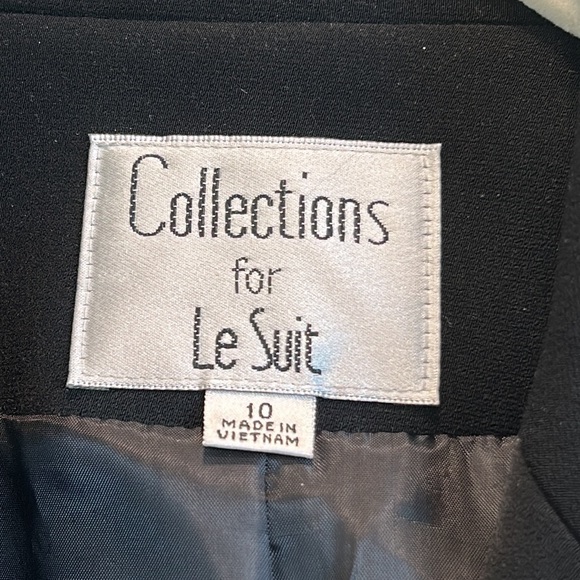 Collections
for
Le Suit
10
MADE IN
VIETNAM